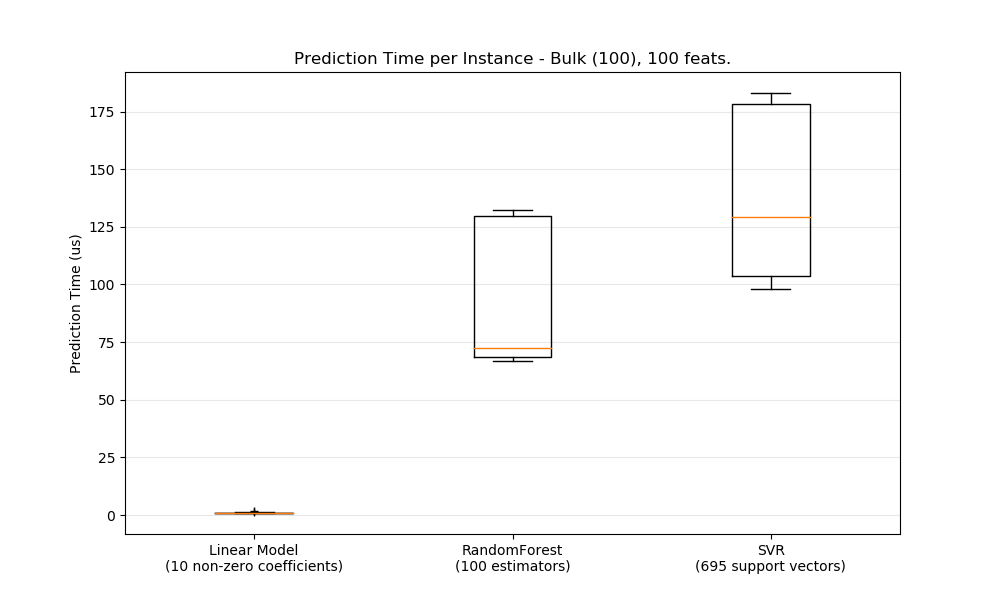 Prediction Time per Instance - Bulk (100), 100 feats.
Prediction Time (us)
175
150
125
100
75
50
25
0
Linear Model
(10 non-zero coefficients)
RandomForest
(100 estimators)
SVR
(695 support vectors)